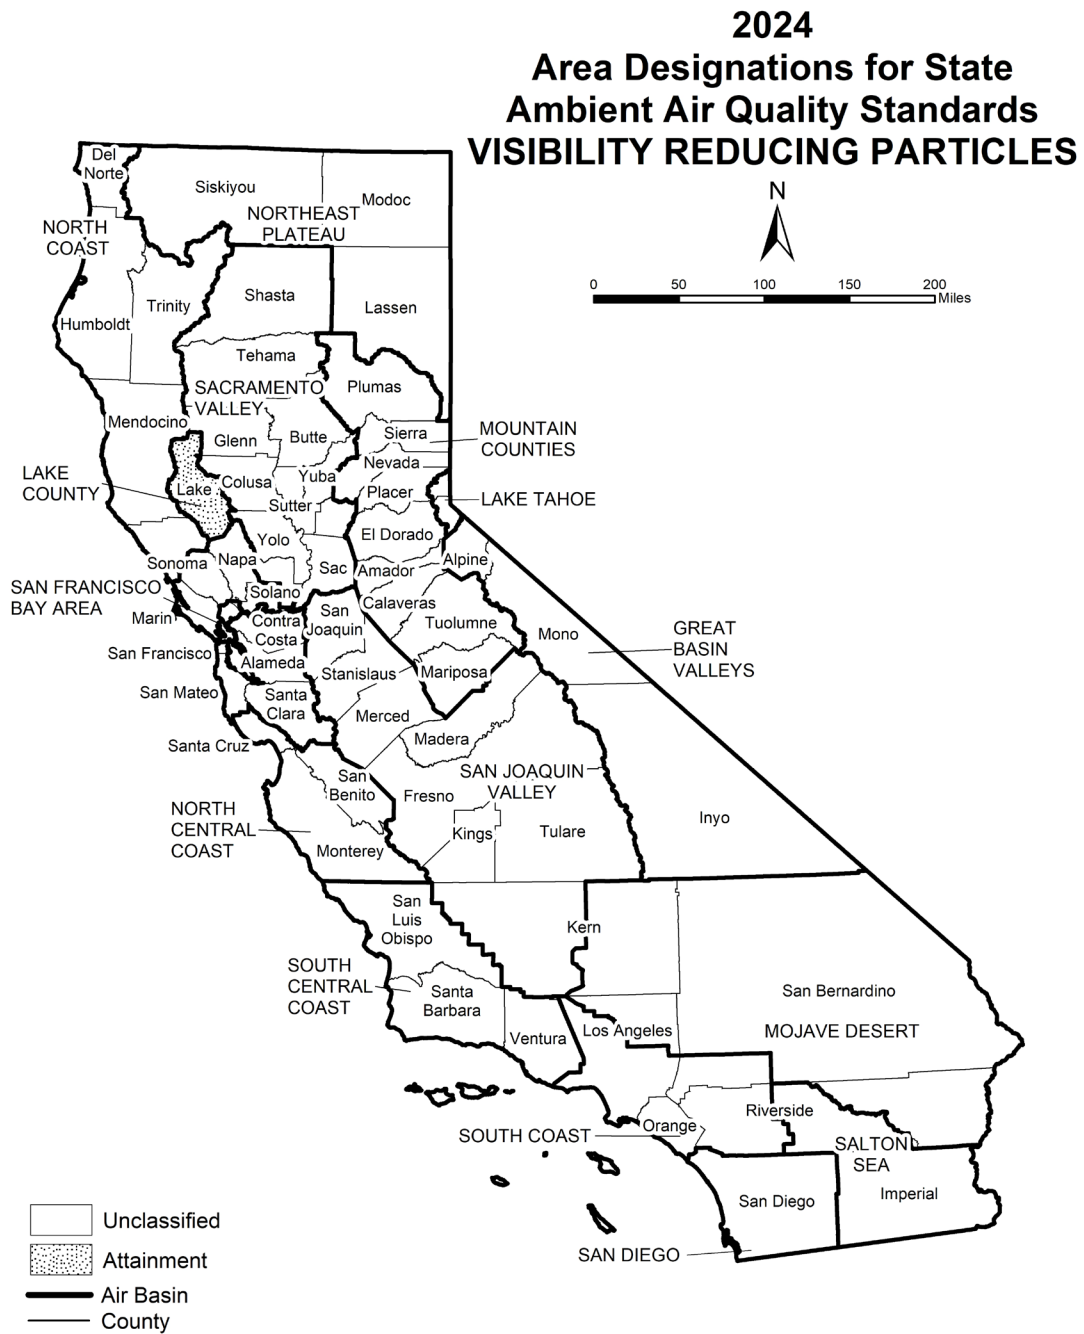 2024
Area Designations for State
Ambient Air Quality Standards
VISIBILITY REDUCING PARTICLES
N
0 50 100 150 200
Miles
Del
Norte
Siskiyou
Modoc
NORTHEAST
PLATEAU
NORTH
COAST
Shasta
Trinity
Lassen
Humboldt
Tehama
Plumas
SACRAMENTO
VALLEY
Mendocino
Glenn
Butte
Sierra
MOUNTAIN
COUNTIES
Nevada
LAKE
COUNTY
Lake
Colusa
Yuba
Placer
LAKE TAHOE
Sutter
Yolo
El Dorado
Sonoma
Napa
Sac
Amador
Alpine
SAN FRANCISCO
BAY AREA
Solano
Marin
Contra
Costa
San
Joaquin
Calaveras
Tuolumne
Mono
GREAT
BASIN
VALLEYS
San Francisco
Alameda
Stanislaus
Mariposa
San Mateo
Santa
Clara
Merced
Madera
Santa Cruz
San
Benito
SAN JOAQUIN
VALLEY
Fresno
NORTH
CENTRAL
COAST
Monterey
Kings
Tulare
Inyo
San
Luis
Obispo
Kern
SOUTH
CENTRAL
COAST
Santa
Barbara
San Bernardino
Ventura
Los Angeles
MOJAVE DESERT
Riverside
Orange
SOUTH COAST
SALTON
SEA
San Diego
Imperial
SAN DIEGO
Unclassified
Attainment
Air Basin
County